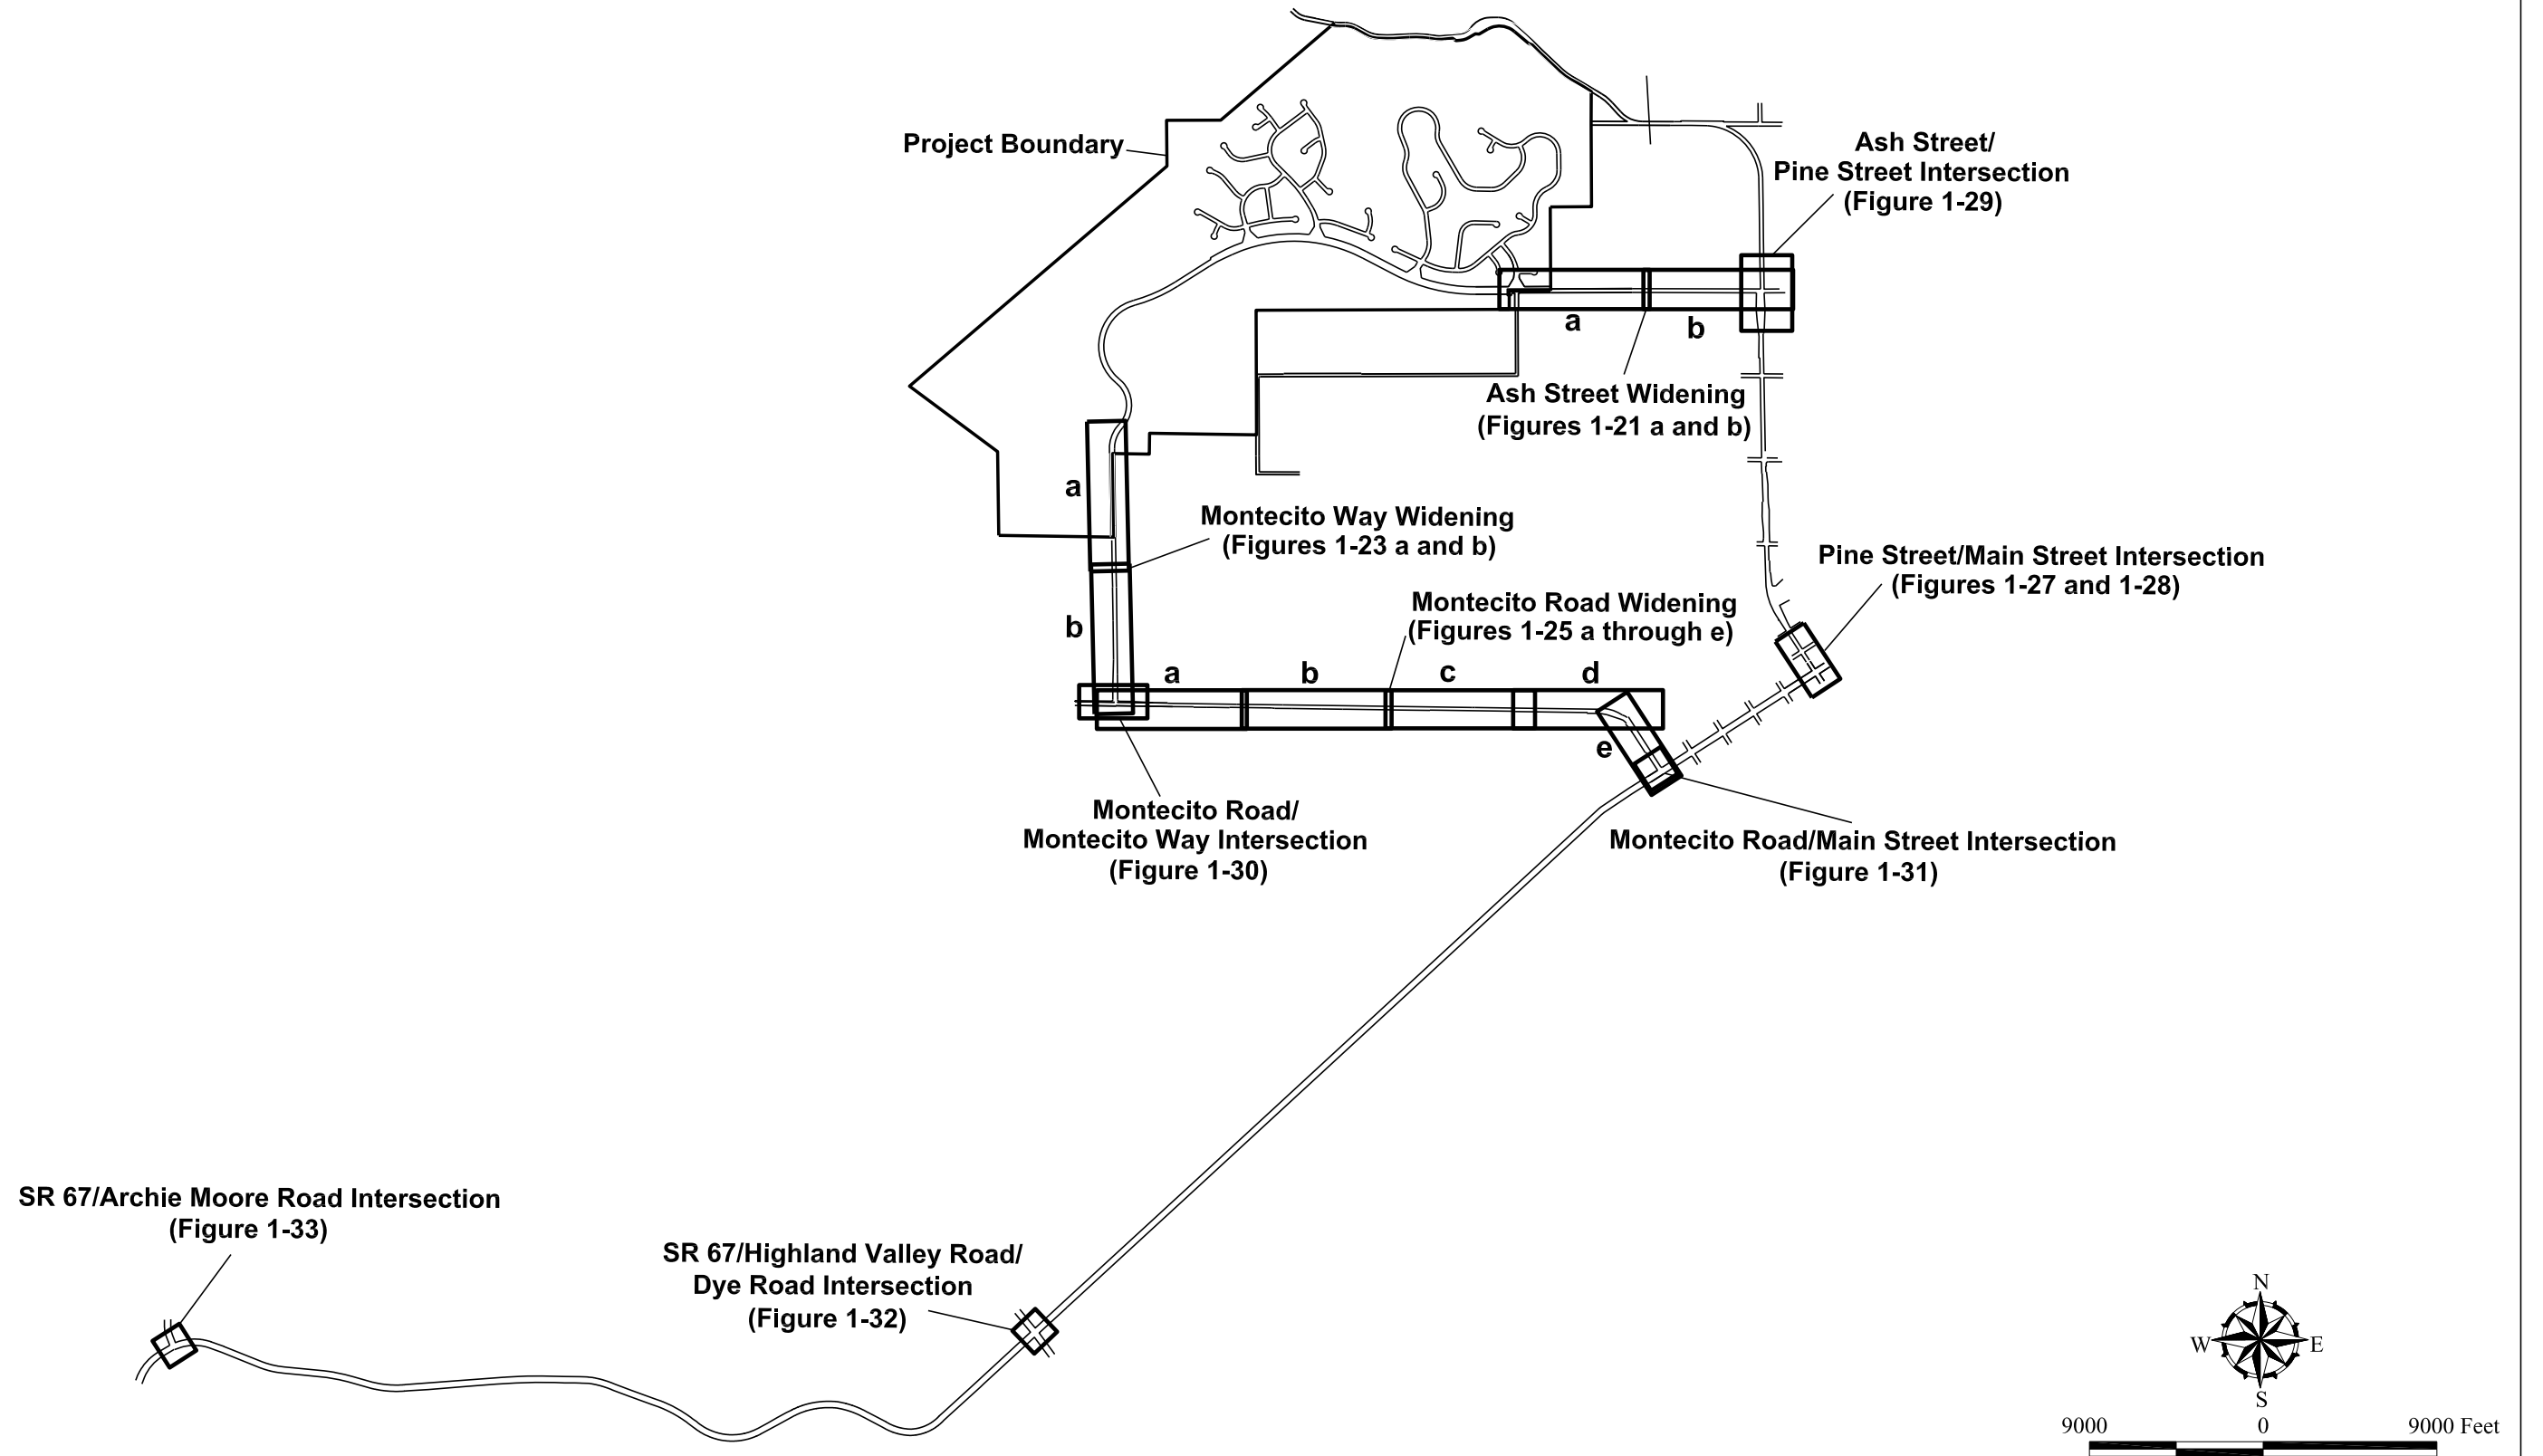 Project Boundary
Ash Street/
Pine Street Intersection
(Figure 1-29)
a
b
Ash Street Widening
(Figures 1-21 a and b)
a
Montecito Way Widening
(Figures 1-23 a and b)
b
Pine Street/Main Street Intersection
(Figures 1-27 and 1-28)
Montecito Road Widening
(Figures 1-25 a through e)
a
b
c
d
e
Montecito Road/
Montecito Way Intersection
(Figure 1-30)
Montecito Road/Main Street Intersection
(Figure 1-31)
SR 67/Archie Moore Road Intersection
(Figure 1-33)
SR 67/Highland Valley Road/
Dye Road Intersection
(Figure 1-32)
N
W
E
S
9000 0 9000 Feet